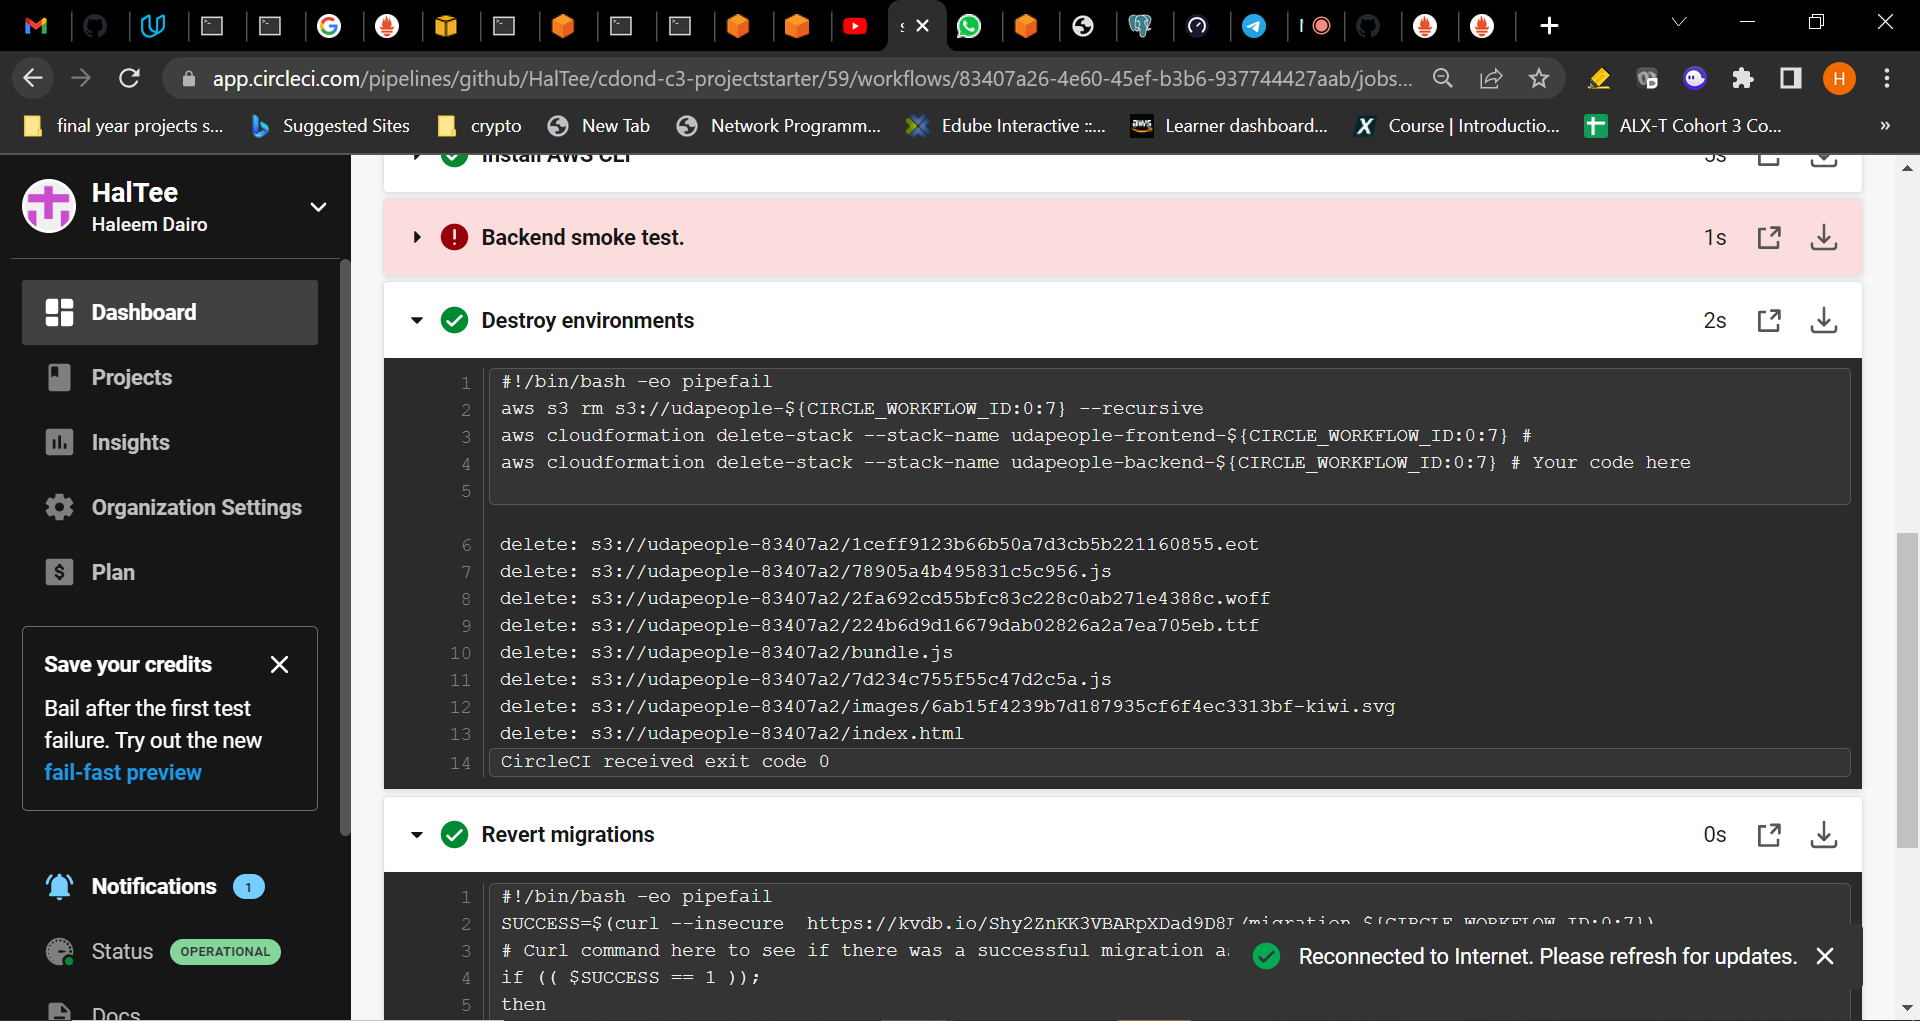 app.circleci.com/pipelines/github/HalTee/cdond-c3-projectstarter/59/workflows/83407a26-4e60-45ef-b3b6-937744427aab/jobs...
H
final year projects s...
Suggested Sites
crypto
New Tab
Network Programm...
Edube Interactive ::...
Learner dashboard...
Course | Introductio...
ALX-T Cohort 3 Co...
»
HalTee
Haleem Dairo
Dashboard
Projects
Insights
Organization Settings
Plan
Save your credits
Bail after the first test
failure. Try out the new
fail-fast preview
Notifications 1
Status OPERATIONAL
Docs
Install AWS CLI 5s
Backend smoke test. 1s
Destroy environments 2s
1 #!/bin/bash -eo pipefail
2 aws s3 rm s3://udapeople-${CIRCLE_WORKFLOW_ID:0:7} --recursive
3 aws cloudformation delete-stack --stack-name udapeople-frontend-${CIRCLE_WORKFLOW_ID:0:7} #
4 aws cloudformation delete-stack --stack-name udapeople-backend-${CIRCLE_WORKFLOW_ID:0:7} # Your code here
5
6 delete: s3://udapeople-83407a2/1ceff9123b66b50a7d3cb5b221160855.eot
7 delete: s3://udapeople-83407a2/78905a4b495831c5c956.js
8 delete: s3://udapeople-83407a2/2fa692cd55bfc83c228c0ab271e4388c.woff
9 delete: s3://udapeople-83407a2/224b6d9d16679dab02826a2a7ea705eb.ttf
10 delete: s3://udapeople-83407a2/bundle.js
11 delete: s3://udapeople-83407a2/7d234c755f55c47d2c5a.js
12 delete: s3://udapeople-83407a2/images/6ab15f4239b7d187935cf6f4ec3313bf-kiwi.svg
13 delete: s3://udapeople-83407a2/index.html
14 CircleCI received exit code 0
Revert migrations 0s
1 #!/bin/bash -eo pipefail
2 SUCCESS=$(curl --insecure https://kvdb.io/Shy2ZnKK3VBARpXDad9D8I/migration_${CIRCLE_WORKFLOW_ID:0:7})
3 # Curl command here to see if there was a successful migration a
4 if (( $SUCCESS == 1 ));
5 then
Reconnected to Internet. Please refresh for updates.